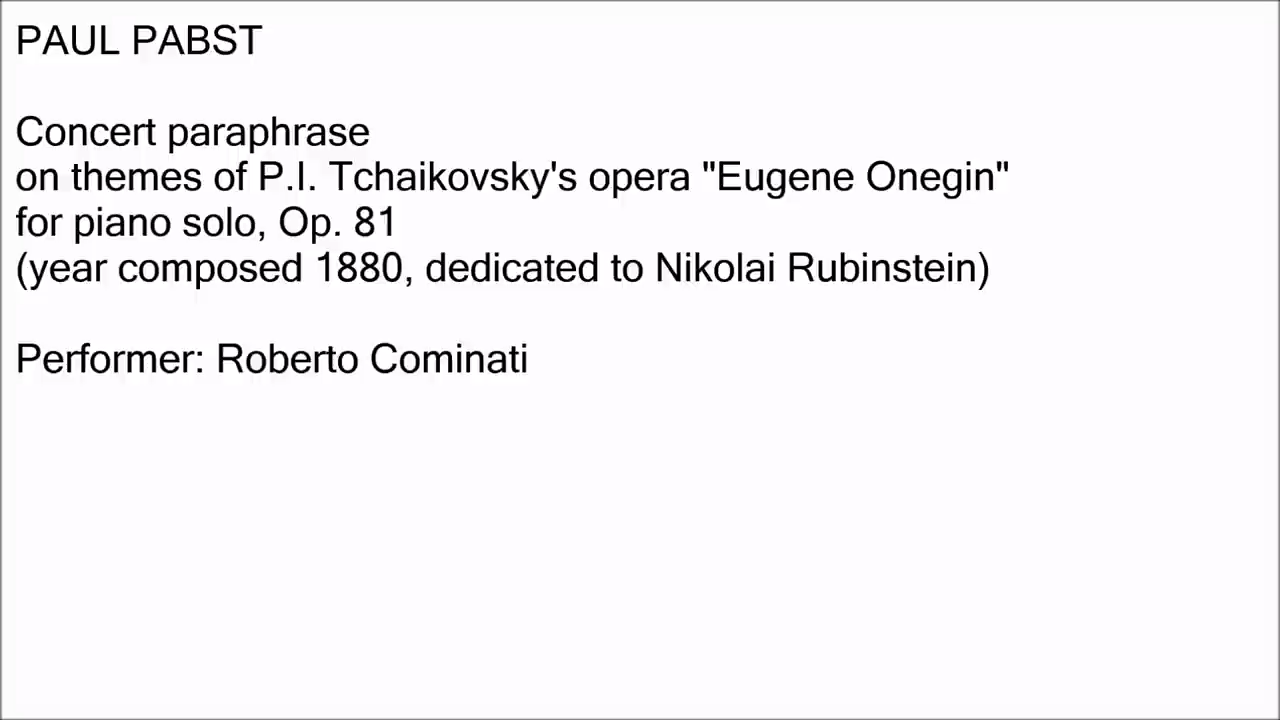 PAUL PABST
Concert paraphrase
on themes of P.I. Tchaikovsky's opera "Eugene Onegin"
for piano solo, Op. 81
(year composed 1880, dedicated to Nikolai Rubinstein)
Performer: Roberto Cominati